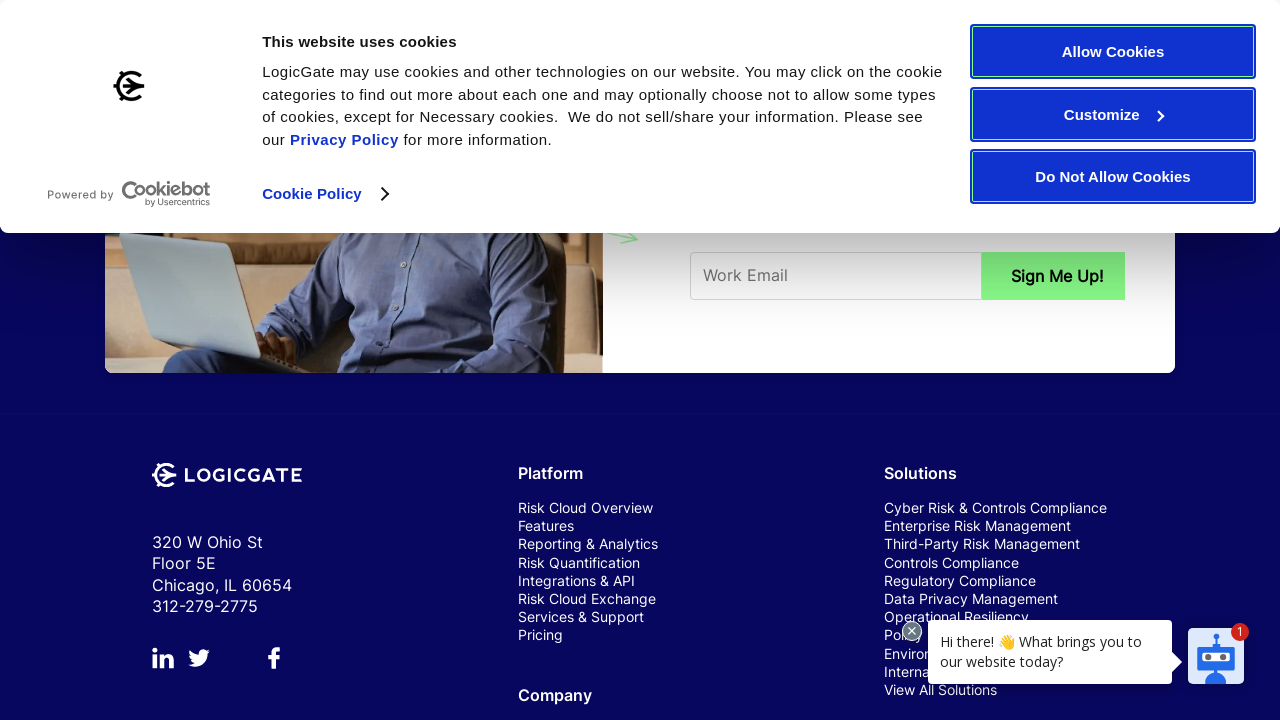 This website uses cookies
LogicGate may use cookies and other technologies on our website. You may click on the cookie
categories to find out more about each one and may optionally choose not to allow some types
of cookies, except for Necessary cookies.  We do not sell/share your information. Please see
our Privacy Policy for more information.
Cookie Policy
Powered by Cookiebot
by Usercentrics
Allow Cookies
Customize
Do Not Allow Cookies
Work Email
Sign Me Up!
LOGICGATE
320 W Ohio St
Floor 5E
Chicago, IL 60654
312-279-2775
Platform
Risk Cloud Overview
Features
Reporting & Analytics
Risk Quantification
Integrations & API
Risk Cloud Exchange
Services & Support
Pricing
Company
Solutions
Cyber Risk & Controls Compliance
Enterprise Risk Management
Third-Party Risk Management
Controls Compliance
Regulatory Compliance
Data Privacy Management
Operational Resiliency
View All Solutions
Hi there! 👋 What brings you to
our website today?
1